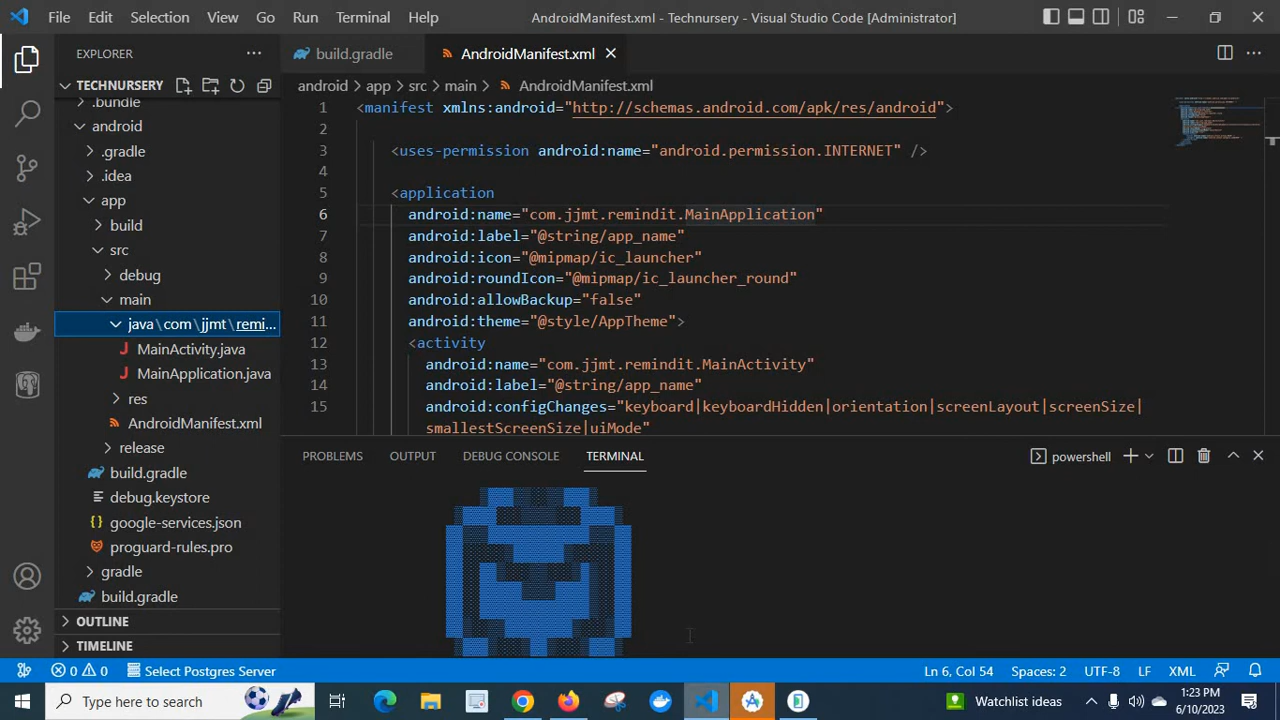 File Edit Selection View Go Run Terminal Help
AndroidManifest.xml - Technursery - Visual Studio Code [Administrator]
EXPLORER
TECHNURSERY
.bundle
android
.gradle
.idea
app
build
src
debug
main
java\com\jjmt\remi...
MainActivity.java
MainApplication.java
res
AndroidManifest.xml
release
build.gradle
debug.keystore
google-services.json
proguard-rules.pro
gradle
build.gradle
OUTLINE
TIMELINE
build.gradle
AndroidManifest.xml
android > app > src > main > AndroidManifest.xml
1 <manifest xmlns:android="http://schemas.android.com/apk/res/android">
2
3 <uses-permission android:name="android.permission.INTERNET" />
4
5 <application
6 android:name="com.jjmt.remindit.MainApplication"
7 android:label="@string/app_name"
8 android:icon="@mipmap/ic_launcher"
9 android:roundIcon="@mipmap/ic_launcher_round"
10 android:allowBackup="false"
11 android:theme="@style/AppTheme">
12 <activity
13 android:name="com.jjmt.remindit.MainActivity"
14 android:label="@string/app_name"
15 android:configChanges="keyboard|keyboardHidden|orientation|screenLayout|screenSize|
smallestScreenSize|uiMode"
PROBLEMS OUTPUT DEBUG CONSOLE TERMINAL
powershell
0 0 Select Postgres Server
Ln 6, Col 54 Spaces: 2 UTF-8 LF XML
Type here to search
Watchlist ideas
1:23 PM
6/10/2023